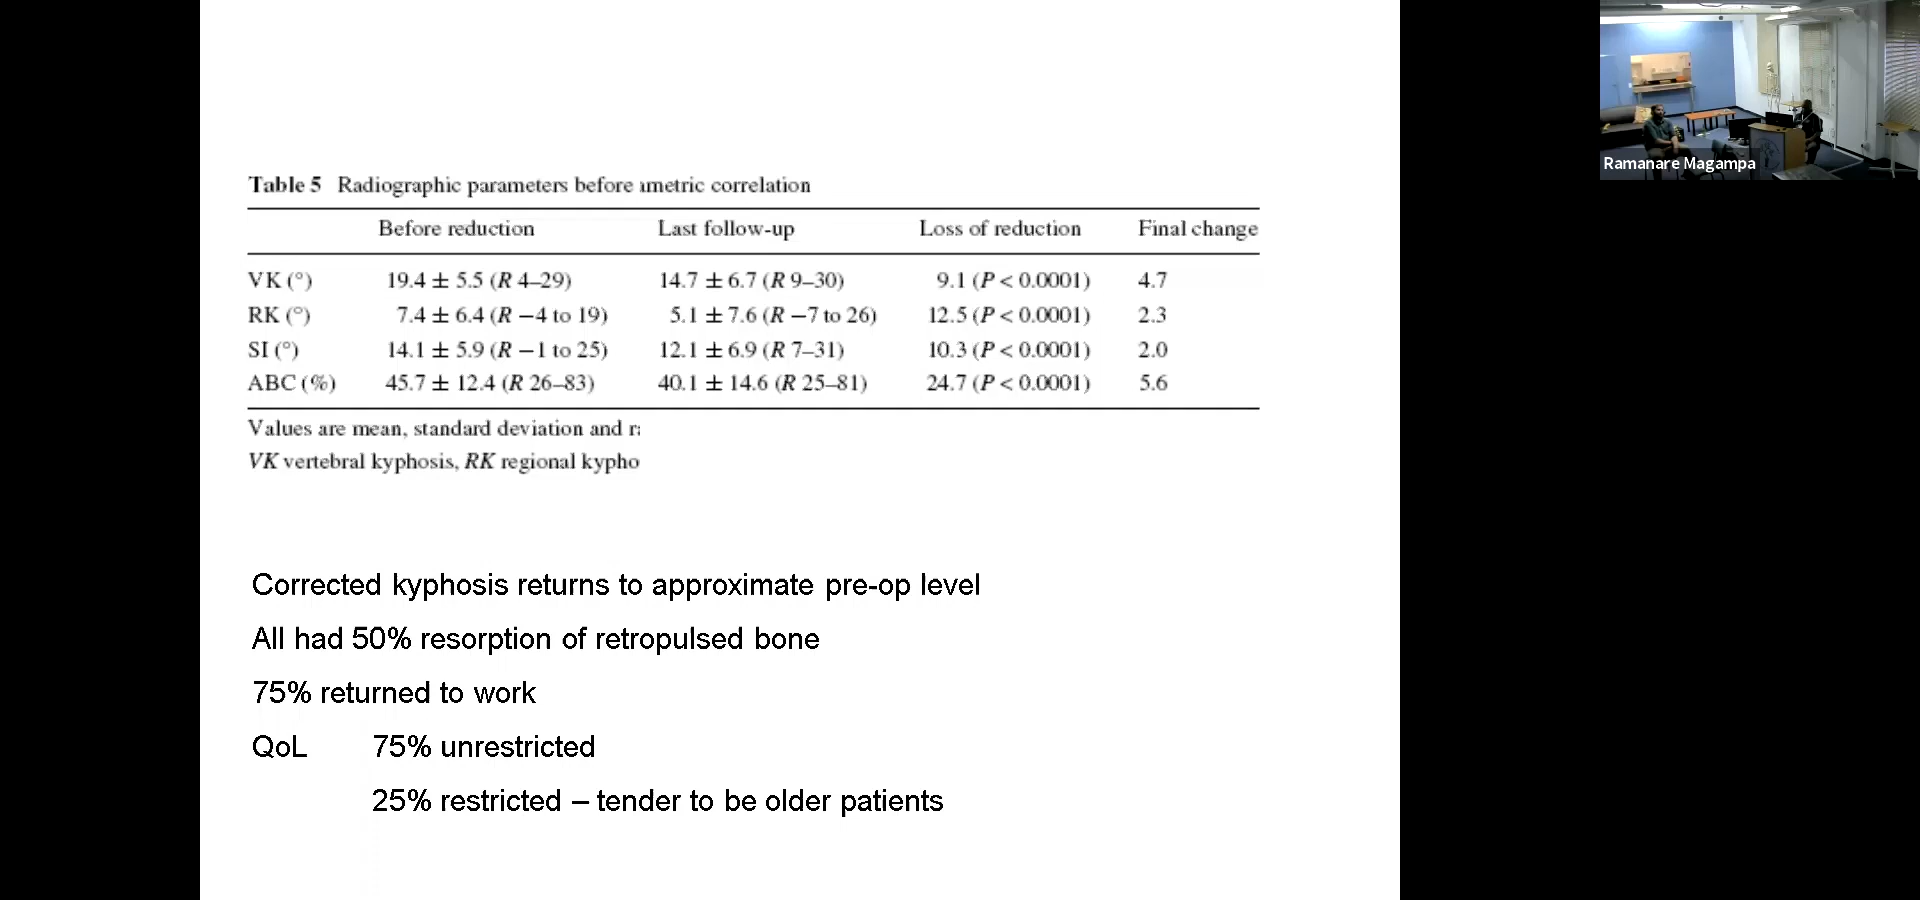 Table 5 Radiographic parameters before ımetric correlation
Before reduction Last follow-up Loss of reduction Final change
VK (°) 19.4 ± 5.5 (R 4–29) 14.7 ± 6.7 (R 9–30) 9.1 (P < 0.0001) 4.7
RK (°) 7.4 ± 6.4 (R −4 to 19) 5.1 ± 7.6 (R −7 to 26) 12.5 (P < 0.0001) 2.3
SI (°) 14.1 ± 5.9 (R −1 to 25) 12.1 ± 6.9 (R 7–31) 10.3 (P < 0.0001) 2.0
ABC (%) 45.7 ± 12.4 (R 26–83) 40.1 ± 14.6 (R 25–81) 24.7 (P < 0.0001) 5.6
Values are mean, standard deviation and
VK vertebral kyphosis, RK regional kypho
Corrected kyphosis returns to approximate pre-op level
All had 50% resorption of retropulsed bone
75% returned to work
QoL 75% unrestricted
25% restricted – tender to be older patients
Ramanare Magampa